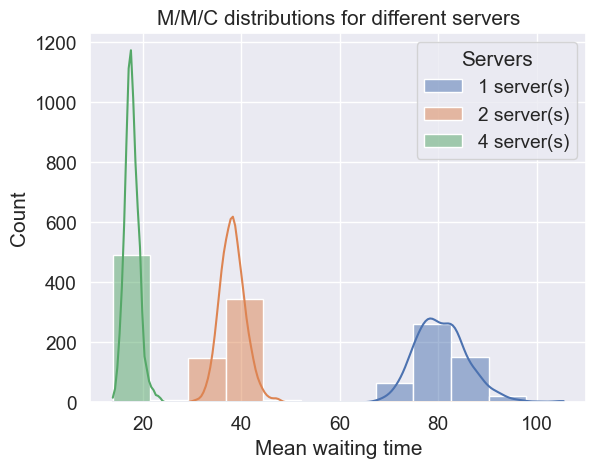 M/M/C distributions for different servers
1200
1000
800
600
400
200
0
Count
Servers
1 server(s)
2 server(s)
4 server(s)
20
40
60
80
100
Mean waiting time